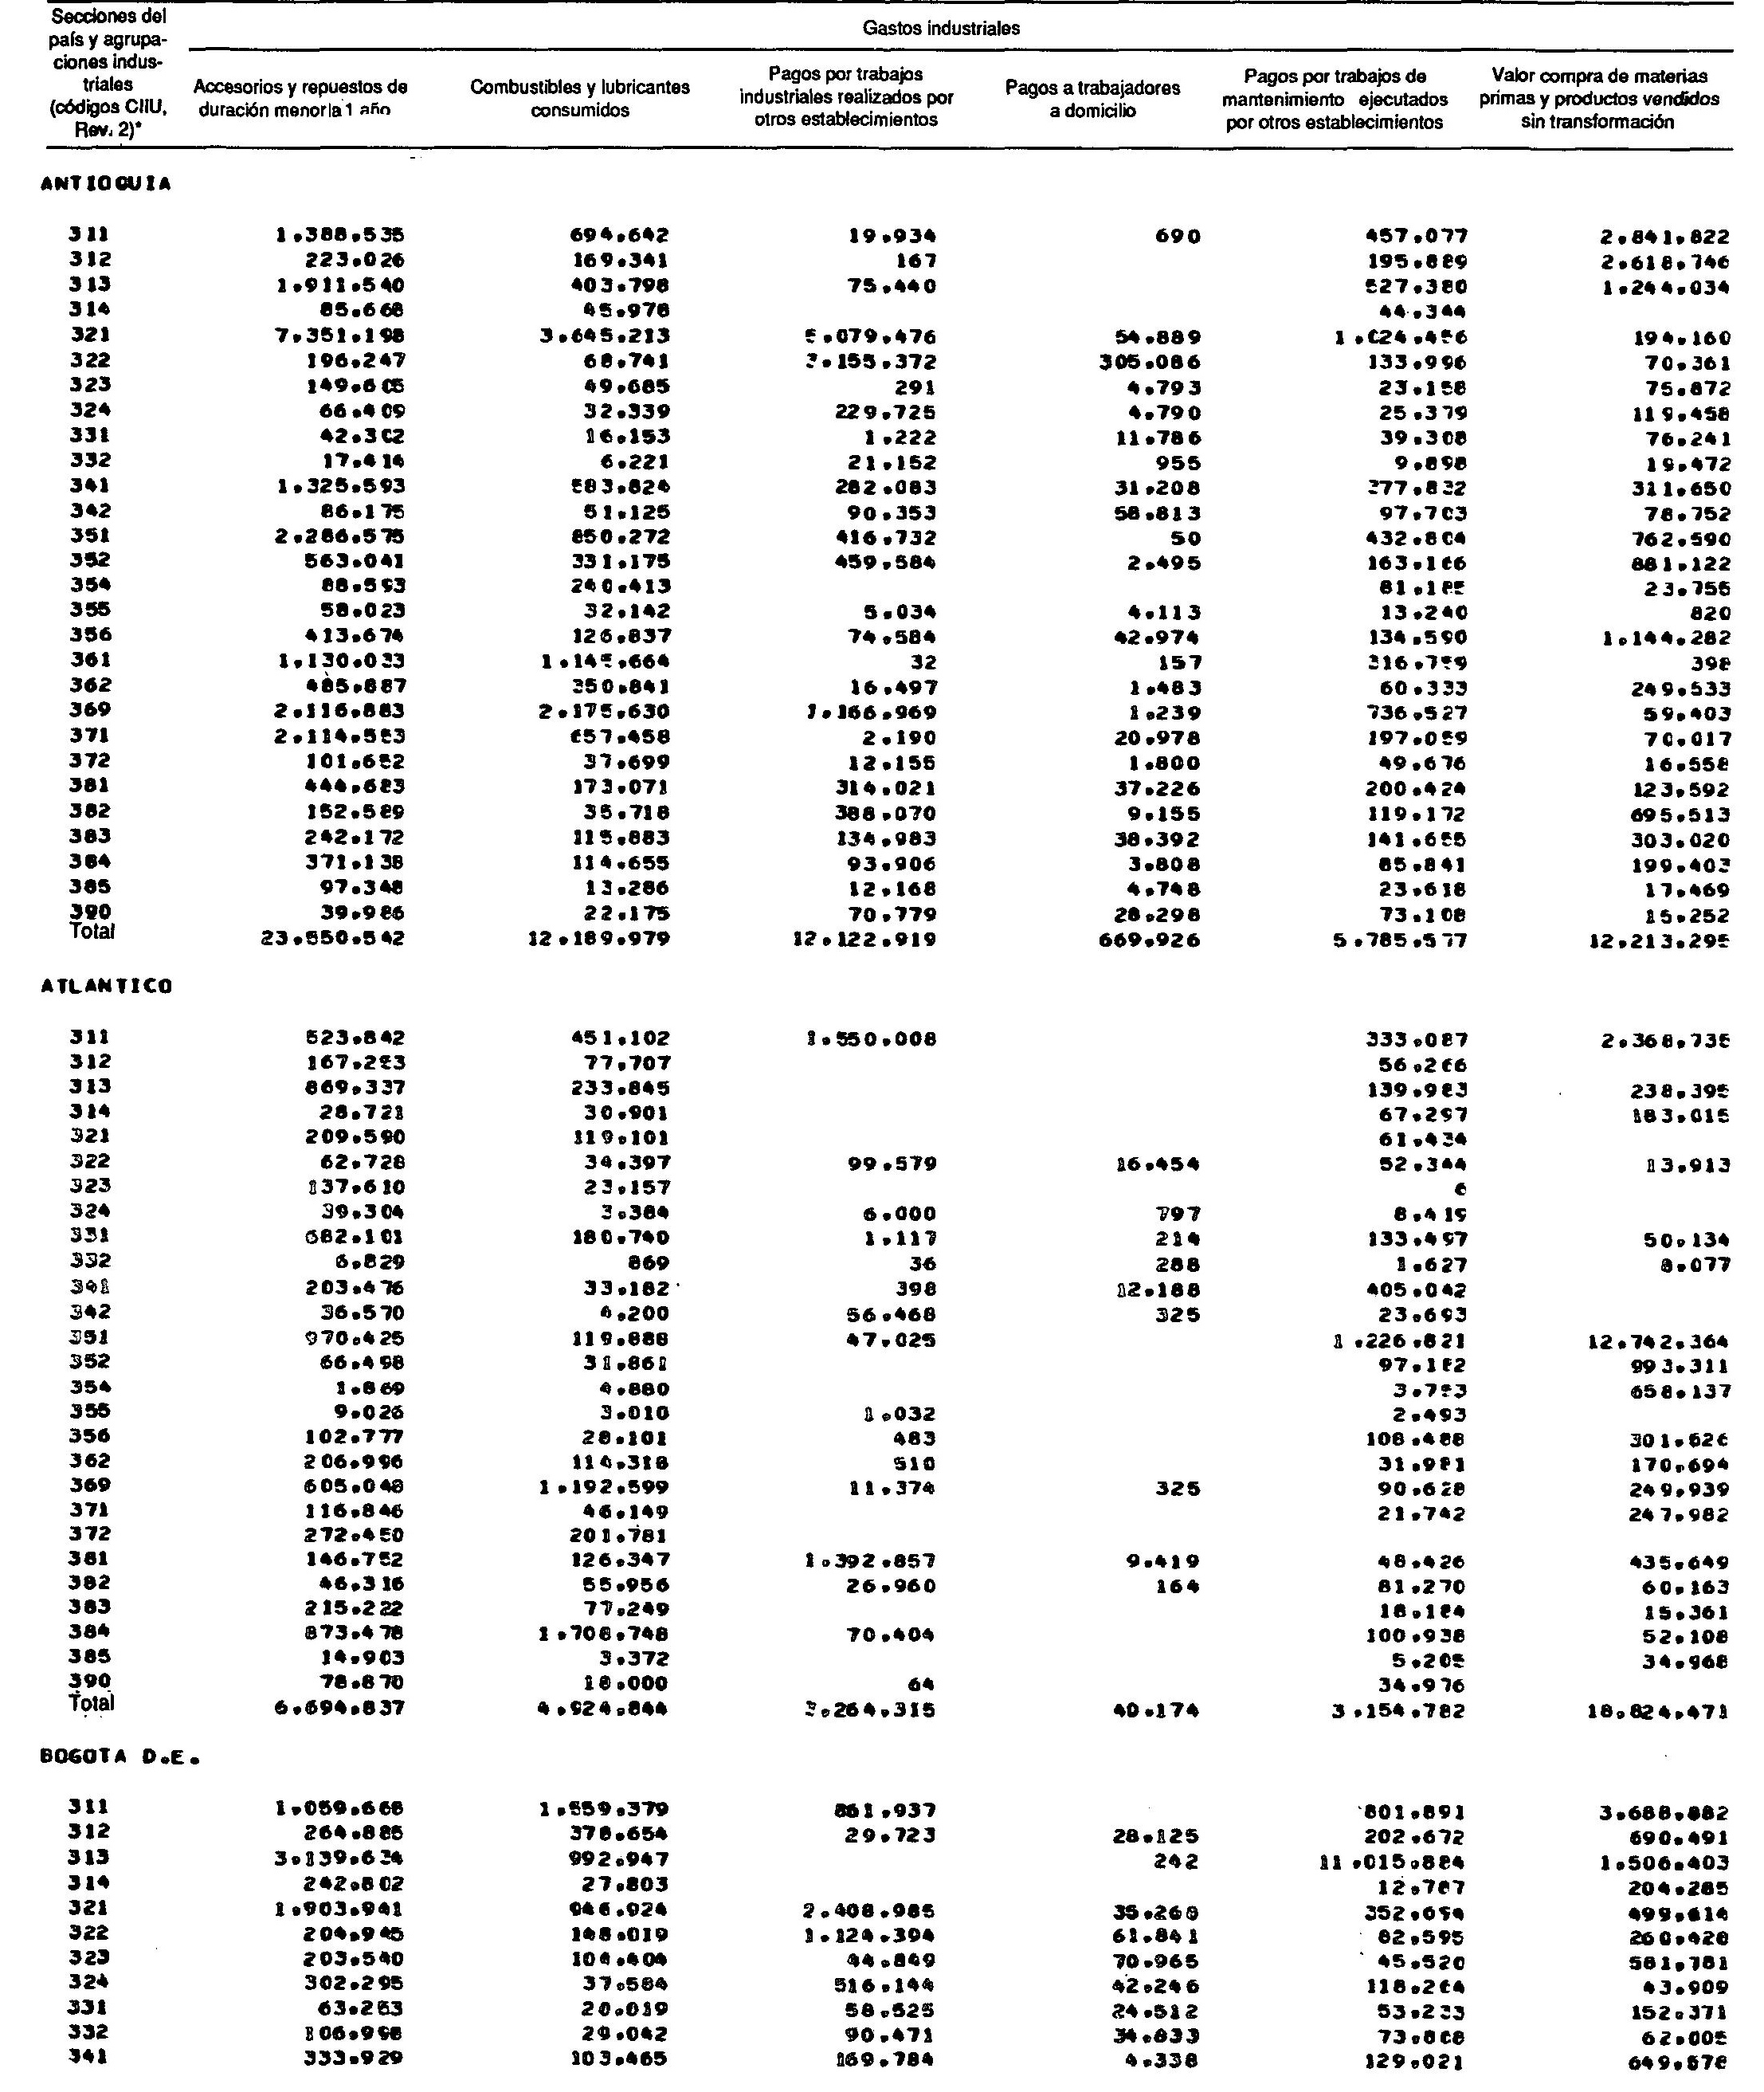 Secciones del país y agrupaciones industriales (códigos CIIU, Rev. 2)*
Gastos industriales
Accesorios y repuestos de duración menor a 1 año
Combustibles y lubricantes consumidos
Pagos por trabajos industriales realizados por otros establecimientos
Pagos a trabajadores a domicilio
Pagos por trabajos de mantenimiento ejecutados por otros establecimientos
Valor compra de materias primas y productos vendidos sin transformación
ANTIOQUIA
311 1.388.535 694.642 19.934 690 457.077 2.841.822
312 223.026 169.341 167 195.889 2.618.746
313 1.911.540 403.798 75.440 527.380 1.244.034
314 85.668 45.978 44.344
321 7.351.198 3.645.213 5.079.476 54.889 1.024.456 194.160
322 196.247 68.741 3.155.372 305.086 133.996 70.361
323 149.605 49.685 291 4.793 23.158 75.872
324 66.409 32.339 229.725 4.790 25.379 119.458
331 42.302 16.153 1.222 11.786 39.308 76.241
332 17.414 6.221 21.152 955 9.898 19.472
341 1.325.593 583.824 282.083 31.208 377.832 311.650
342 86.175 51.125 90.353 58.813 97.703 78.752
351 2.286.575 850.272 416.732 50 432.804 762.590
352 563.041 331.175 459.584 2.495 163.166 881.122
354 88.593 240.413 81.185 23.755
355 58.023 32.142 5.034 4.113 13.240 820
356 413.674 126.837 74.584 42.974 134.590 1.144.282
361 1.130.033 1.145.664 32 157 316.759 398
362 485.887 350.841 16.497 1.483 60.333 249.533
369 2.116.883 2.175.630 1.166.969 1.239 736.527 59.403
371 2.114.553 657.458 2.190 20.978 197.059 70.017
372 101.652 37.699 12.155 1.800 49.676 16.558
381 444.683 173.071 314.021 37.226 200.424 123.592
382 152.589 35.718 388.070 9.155 119.172 695.513
383 242.172 115.883 134.983 38.392 141.655 303.020
384 371.138 114.655 93.906 3.808 85.841 199.403
385 97.348 13.286 12.168 4.748 23.618 17.469
390 39.986 22.175 70.779 28.298 73.108 15.252
Total 23.550.542 12.189.979 12.122.919 669.926 5.785.577 12.213.295
ATLANTICO
311 523.842 451.102 1.550.008 333.087 2.368.735
312 167.253 77.707 56.266
313 869.337 233.845 139.983 238.395
314 28.721 30.901 67.297 183.015
321 209.590 119.101 61.434
322 62.728 34.397 99.579 16.454 52.344 13.913
323 137.610 23.157 6
324 39.304 3.384 6.000 797 8.419
331 682.101 180.740 1.117 214 133.497 50.134
332 6.829 869 36 288 1.627 8.077
341 203.476 33.182 398 12.188 405.042
342 36.570 4.200 56.468 325 23.693
351 970.425 119.888 47.025 1.226.821 12.742.364
352 66.498 31.861 97.182 993.311
354 1.869 4.880 3.753 658.137
355 9.026 3.010 1.032 2.493
356 102.777 28.101 483 108.488 301.626
362 206.996 114.318 510 31.981 170.694
369 605.048 1.192.599 11.374 325 90.628 249.939
371 116.846 46.149 21.742 247.982
372 272.450 201.781
381 146.752 126.347 1.392.857 9.419 48.426 435.649
382 46.316 55.956 26.960 164 81.270 60.163
383 215.222 77.249 18.184 15.361
384 873.478 1.708.748 70.404 100.938 52.108
385 14.903 3.372 5.205 34.968
390 78.870 18.000 64 34.976
Total 6.694.837 4.924.844 3.264.315 40.174 3.154.782 18.824.471
BOGOTA D.E.
311 1.059.668 1.559.379 861.937 801.891 3.688.882
312 264.885 378.654 29.723 28.125 202.672 690.491
313 3.139.634 992.947 242 11.015.884 1.506.403
314 242.802 27.803 12.767 204.285
321 1.903.941 946.924 2.408.985 35.260 352.654 499.614
322 204.945 148.019 1.124.394 61.841 82.595 260.428
323 203.540 104.404 44.849 70.965 45.520 581.781
324 302.295 37.584 516.144 42.246 118.264 43.909
331 63.263 20.019 58.525 24.512 53.233 152.371
332 106.998 29.042 90.471 34.833 73.868 62.005
341 333.929 103.465 169.784 4.338 129.021 649.578